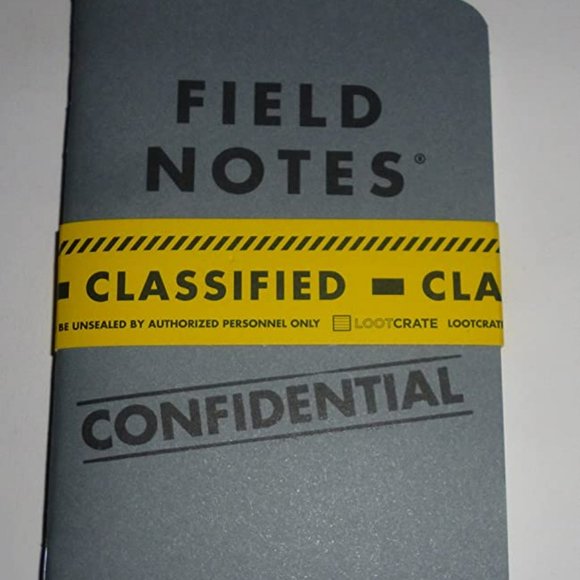 FIELD
NOTES®
CLASSIFIED CLA
BE UNSEALED BY AUTHORIZED PERSONNEL ONLY LOOTCRATE LOOTCRATE
CONFIDENTIAL